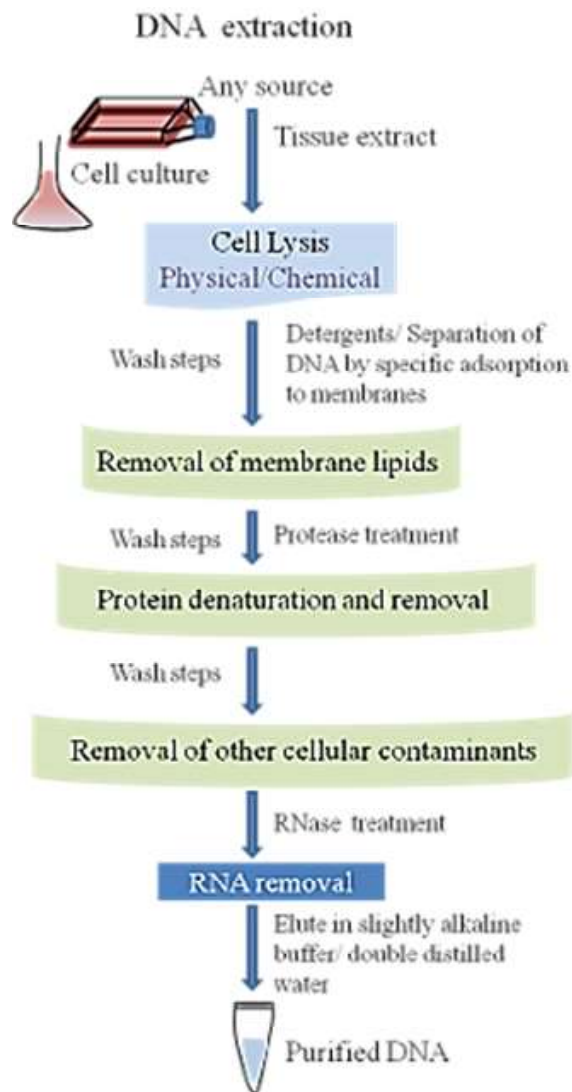 DNA extraction
Any source
Tissue extract
Cell culture
Cell Lysis
Physical/Chemical
Wash steps
Detergents/ Separation of
DNA by specific adsorption
to membranes
Removal of membrane lipids
Wash steps
Protease treatment
Protein denaturation and removal
Wash steps
Removal of other cellular contaminants
RNase treatment
RNA removal
Elute in slightly alkaline
buffer/ double distilled
water
Purified DNA